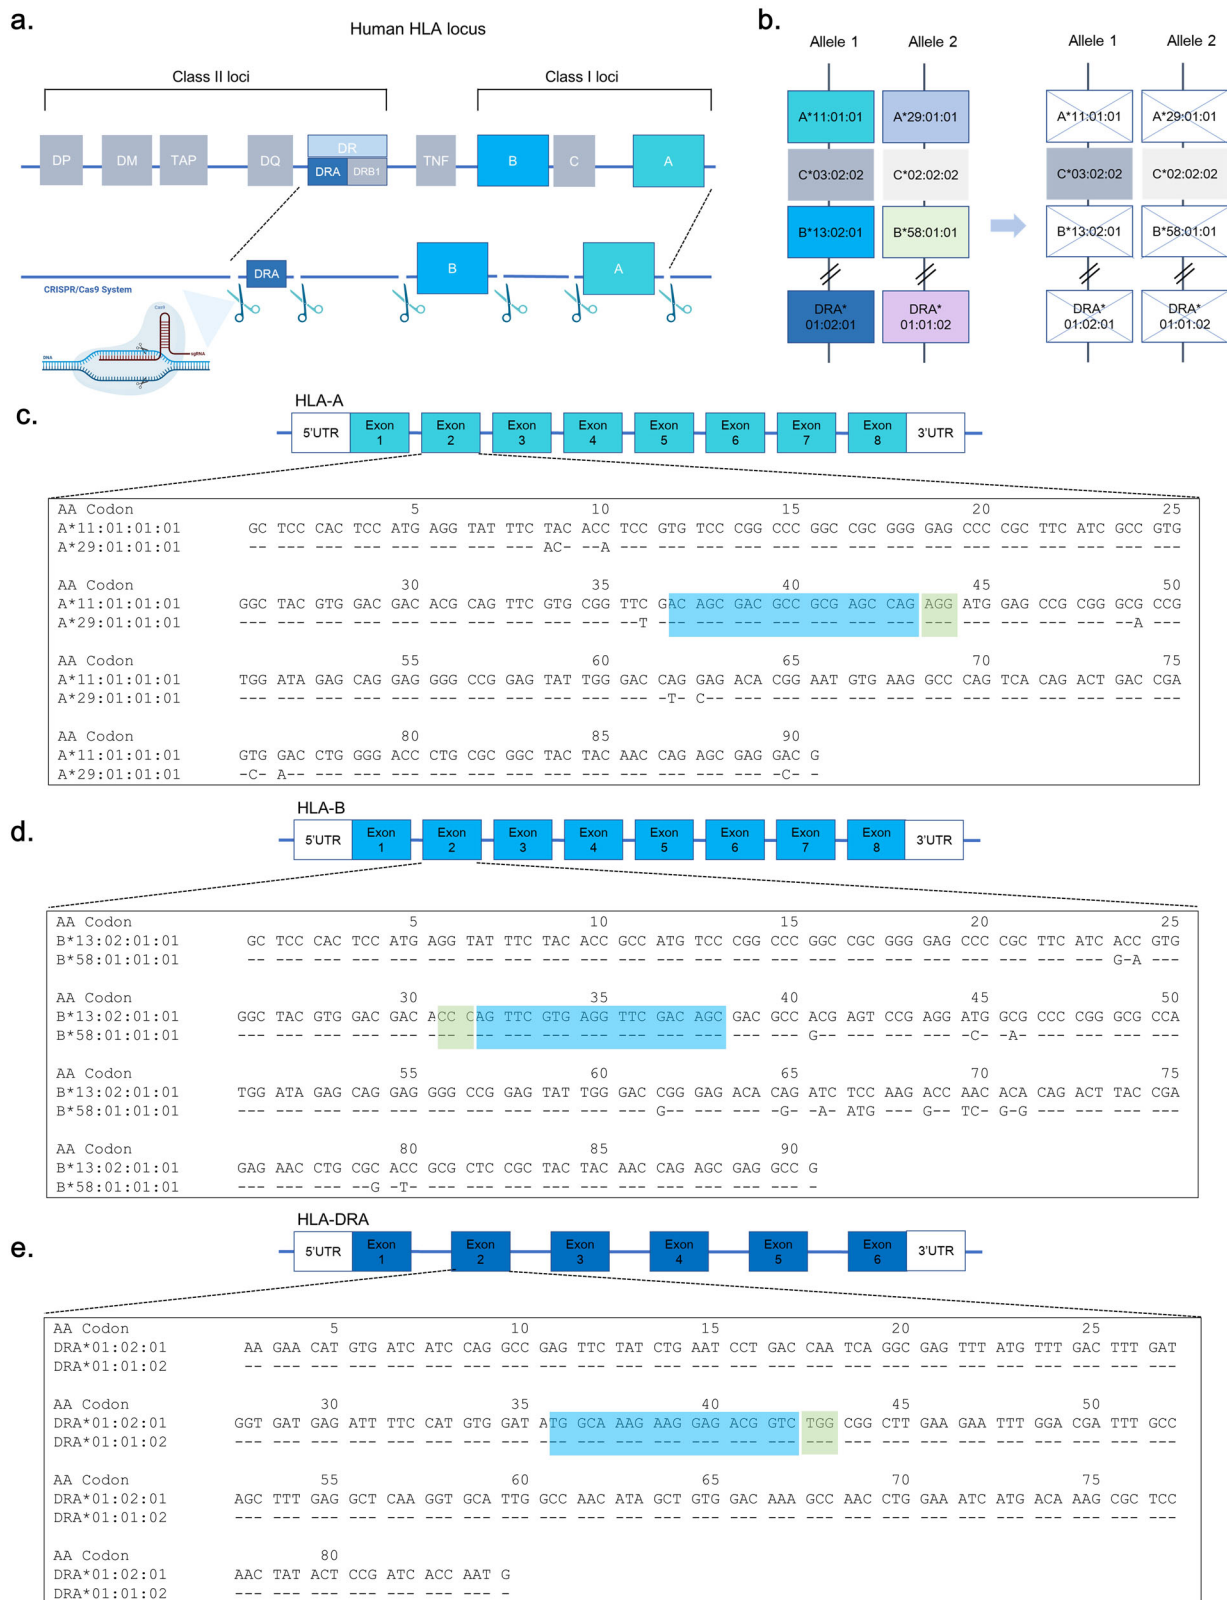 a.
Human HLA locus
Class II loci
Class I loci
DP
DM
TAP
DQ
DR
DRA
DRB1
TNF
B
C
A
DRA
B
A
CRISPR/Cas9 System
Cas9
DNA
sgRNA
b.
Allele 1 Allele 2
A*11:01:01 A*29:01:01
C*03:02:02 C*02:02:02
B*13:02:01 B*58:01:01
DRA* DRA*
01:02:01 01:01:02
Allele 1 Allele 2
A*11:01:01 A*29:01:01
C*03:02:02 C*02:02:02
B*13:02:01 B*58:01:01
DRA* DRA*
01:02:01 01:01:02
c.
HLA-A
5'UTR Exon 1 Exon 2 Exon 3 Exon 4 Exon 5 Exon 6 Exon 7 Exon 8 3'UTR
AA Codon 5 10 15 20 25
A*11:01:01:01 GC TCC CAC TCC ATG AGG TAT TTC TAC ACC TCC GTG TCC CGG CCC GGC CGC GGG GAG CCC CGC TTC ATC GCC GTG
A*29:01:01:01 -- --- --- --- --- --- --- --- AC- --A --- --- --- --- --- --- --- --- --- --- --- --- --- --- ---
AA Codon 30 35 40 45 50
A*11:01:01:01 GGC TAC GTG GAC GAC ACG CAG TTC GTG CGG TTC GAC AGC GAC GCC GCG AGC CAG AGG ATG GAG CCG CGG GCG CCG
A*29:01:01:01 --- --- --- --- --- --- --- --- --- --- --T --- --- --- --- --- --- --- --- --- --- --- --- --A ---
AA Codon 55 60 65 70 75
A*11:01:01:01 TGG ATA GAG CAG GAG GGG CCG GAG TAT TGG GAC CAG GAG ACA CGG AAT GTG AAG GCC CAG TCA CAG ACT GAC CGA
A*29:01:01:01 --- --- --- --- --- --- --- --- --- --- --- -T- C-- --- --- --- --- --- --- --- --- --- --- --- ---
AA Codon 80 85 90
A*11:01:01:01 GTG GAC CTG GGG ACC CTG CGC GGC TAC TAC AAC CAG AGC GAG GAC G
A*29:01:01:01 -C- A-- --- --- --- --- --- --- --- --- --- --- --- --- -C- -
d.
HLA-B
5'UTR Exon 1 Exon 2 Exon 3 Exon 4 Exon 5 Exon 6 Exon 7 Exon 8 3'UTR
AA Codon 5 10 15 20 25
B*13:02:01:01 GC TCC CAC TCC ATG AGG TAT TTC TAC ACC GCC ATG TCC CGG CCC GGC CGC GGG GAG CCC CGC TTC ATC ACC GTG
B*58:01:01:01 -- --- --- --- --- --- --- --- --- --- --- --- --- --- --- --- --- --- --- --- --- --- --- G-A ---
AA Codon 30 35 40 45 50
B*13:02:01:01 GGC TAC GTG GAC GAC ACC CAG TTC GTG AGG TTC GAC AGC GAC GCC ACG AGT CCG AGG ATG GCG CCC CGG GCG CCA
B*58:01:01:01 --- --- --- --- --- --- --- --- --- --- --- --- --- --- --- G-- --- --- --- -C- -A- --- --- --- ---
AA Codon 55 60 65 70 75
B*13:02:01:01 TGG ATA GAG CAG GAG GGG CCG GAG TAT TGG GAC CGG GAG ACA CAG ATC TCC AAG ACC AAC ACA CAG ACT TAC CGA
B*58:01:01:01 --- --- --- --- --- --- --- --- --- --- --- G-- --- --- -G- -A- ATG --- G-- TC- G-G --- --- --- ---
AA Codon 80 85 90
B*13:02:01:01 GAG AAC CTG CGC ACC GCG CTC CGC TAC TAC AAC CAG AGC GAG GCC G
B*58:01:01:01 --- --- --- -G- -T- --- --- --- --- --- --- --- --- --- --- -
e.
HLA-DRA
5'UTR Exon 1 Exon 2 Exon 3 Exon 4 Exon 5 Exon 6 3'UTR
AA Codon 5 10 15 20 25
DRA*01:02:01 AA GAA CAT GTG ATC ATC CAG GCC GAG TTC TAT CTG AAT CCT GAC CAA TCA GGC GAG TTT ATG TTT GAC TTT GAT
DRA*01:01:02 -- --- --- --- --- --- --- --- --- --- --- --- --- --- --- --- --- --- --- --- --- --- --- --- ---
AA Codon 30 35 40 45 50
DRA*01:02:01 GGT GAT GAG ATT TTC CAT GTG GAT ATG GCA AAG AAG GAG ACG GTC TGG CGG CTT GAA GAA TTT GGA CGA TTT GCC
DRA*01:01:02 --- --- --- --- --- --- --- --- --- --- --- --- --- --- --- --- --- --- --- --- --- --- --- --- ---
AA Codon 55 60 65 70 75
DRA*01:02:01 AGC TTT GAG GCT CAA GGT GCA TTG GCC AAC ATA GCT GTG GAC AAA GCC AAC CTG GAA ATC ATG ACA AAG CGC TCC
DRA*01:01:02 --- --- --- --- --- --- --- --- --- --- --- --- --- --- --- --- --- --- --- --- --- --- --- --- ---
AA Codon 80
DRA*01:02:01 AAC TAT ACT CCG ATC ACC AAT G
DRA*01:01:02 --- --- --- --- --- --- --- -